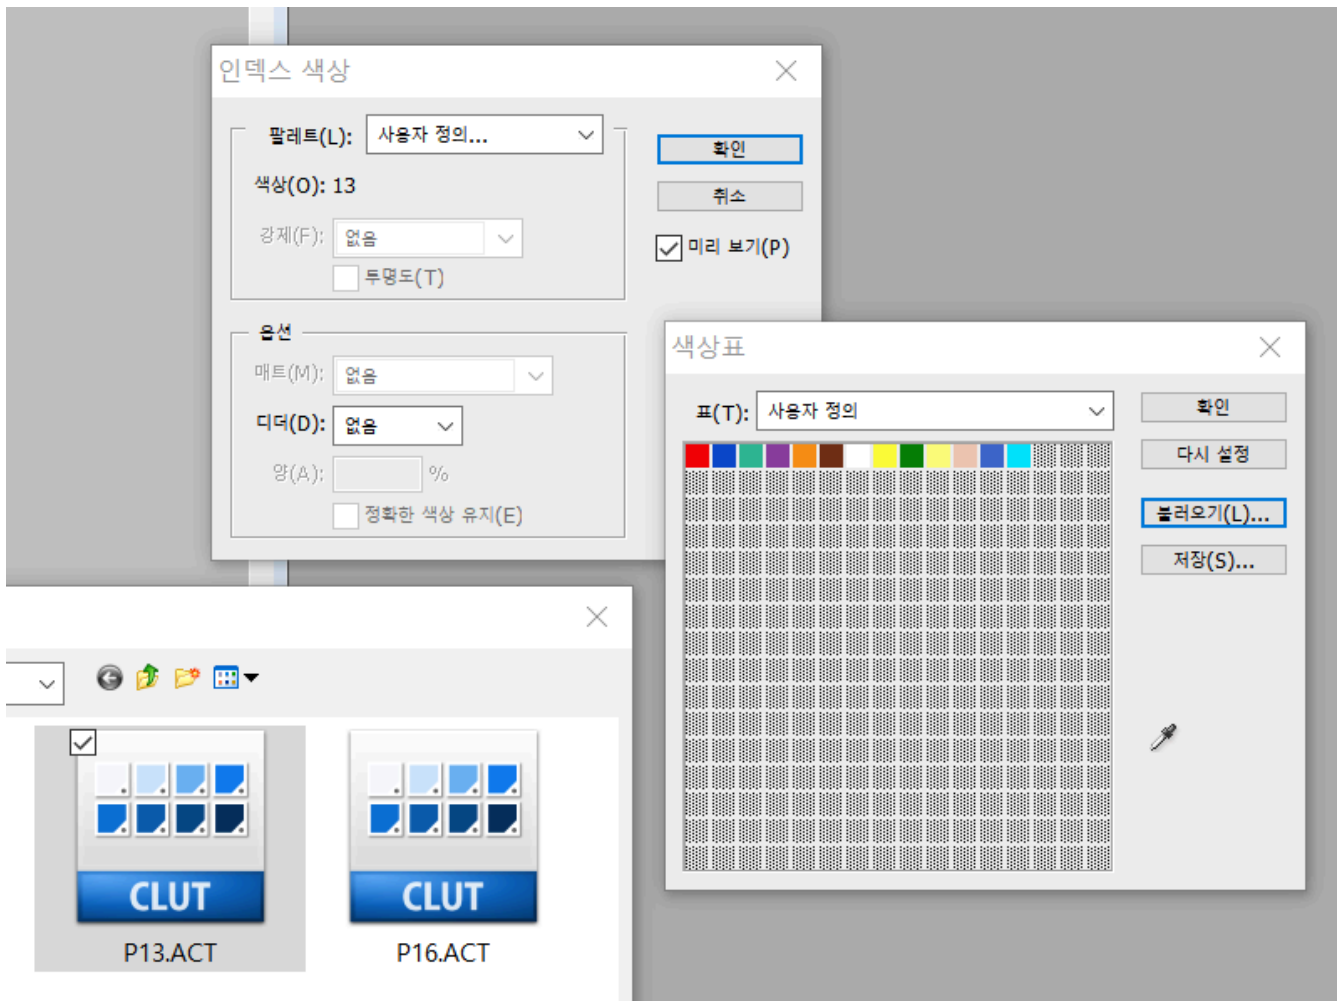 인덱스 색상
팔레트(L): 사용자 정의...
색상(O): 13
강제(F): 없음
투명도(T)
확인
취소
미리 보기(P)
옵션
매트(M): 없음
디더(D): 없음
양(A): %
정확한 색상 유지(E)
색상표
표(T): 사용자 정의
확인
다시 설정
불러오기(L)...
저장(S)...
CLUT
P13.ACT
CLUT
P16.ACT